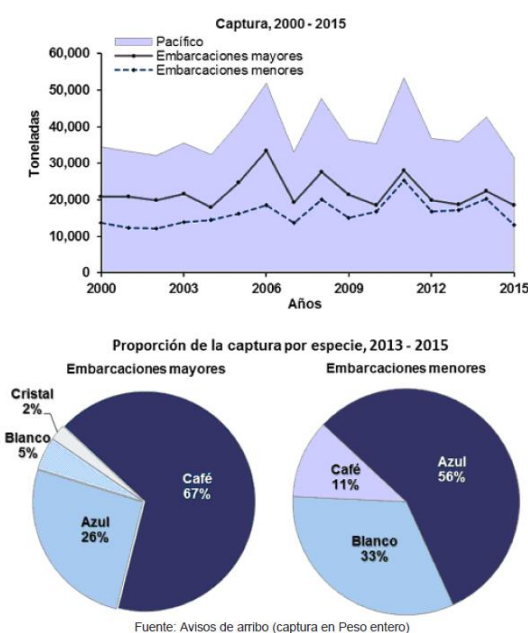 Captura, 2000 - 2015
Pacífico
Embarcaciones mayores
Embarcaciones menores
60,000
50,000
40,000
30,000
20,000
10,000
0
Toneladas
2000 2003 2006 2009 2012 2015
Años
Proporción de la captura por especie, 2013 - 2015
Embarcaciones mayores
Cristal
2%
Blanco
5%
Azul
26%
Café
67%
Embarcaciones menores
Café
11%
Azul
56%
Blanco
33%
Fuente: Avisos de arribo (captura en Peso entero)